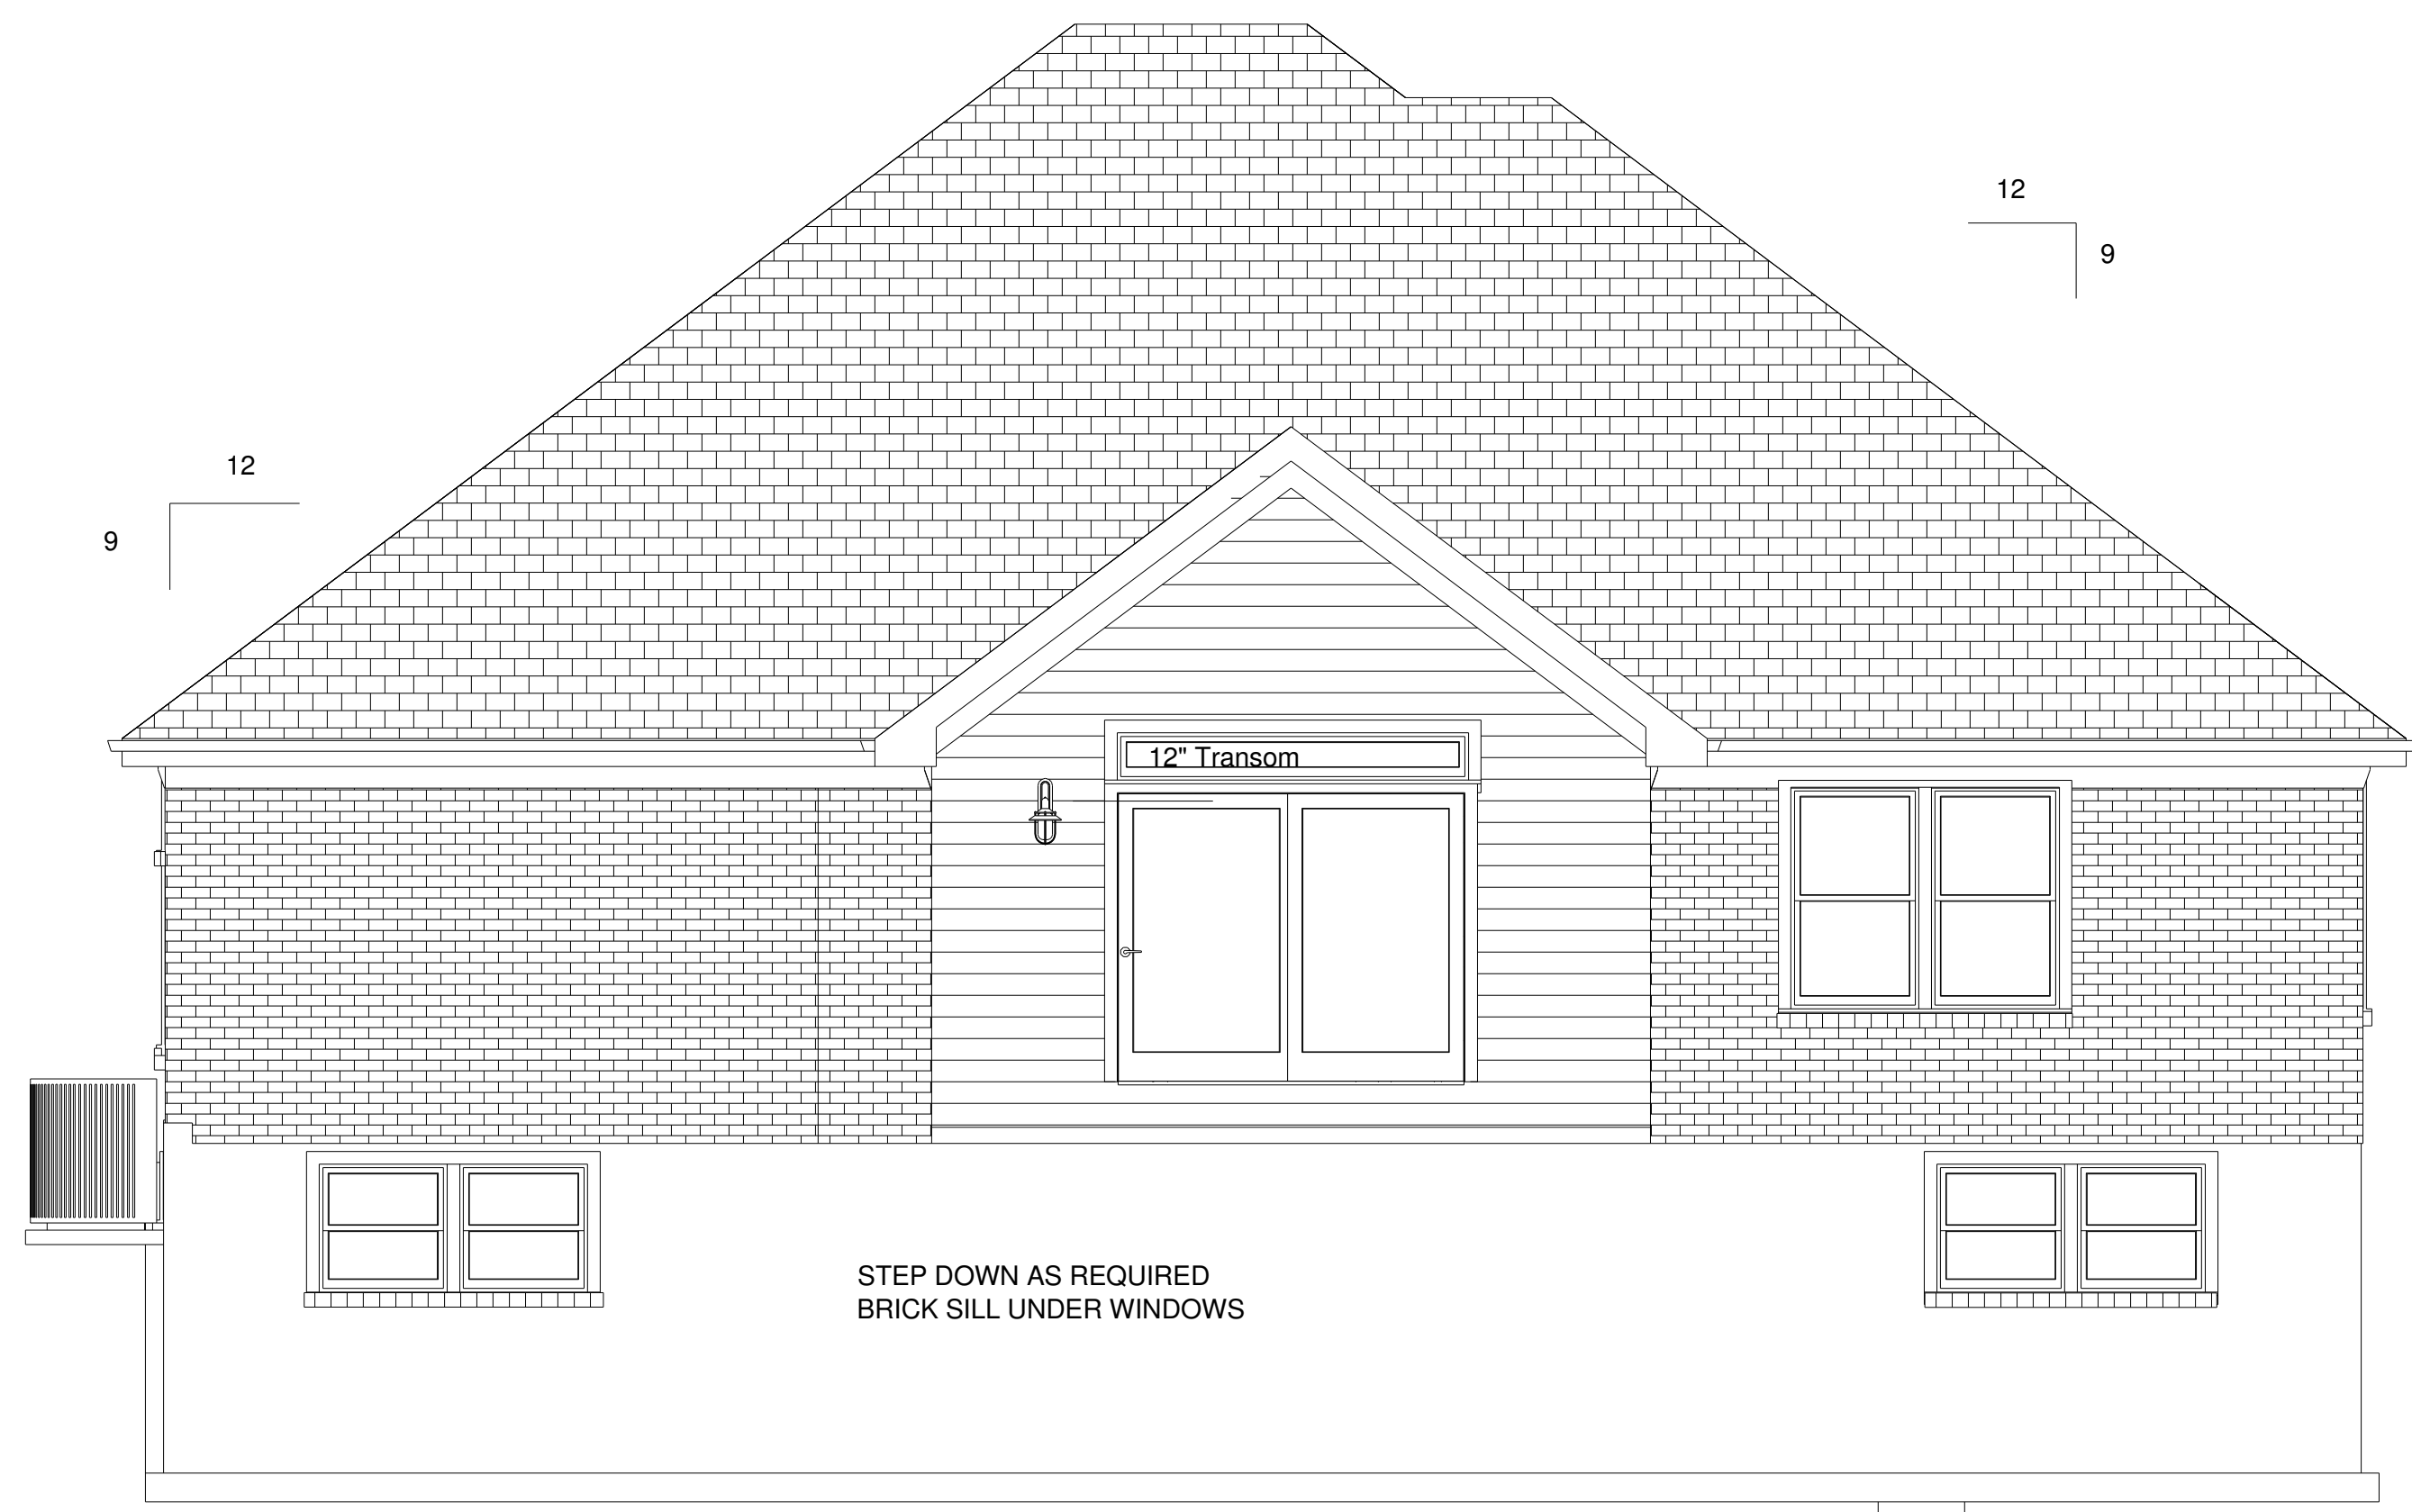 12
9
12
9
12" Transom
STEP DOWN AS REQUIRED
BRICK SILL UNDER WINDOWS